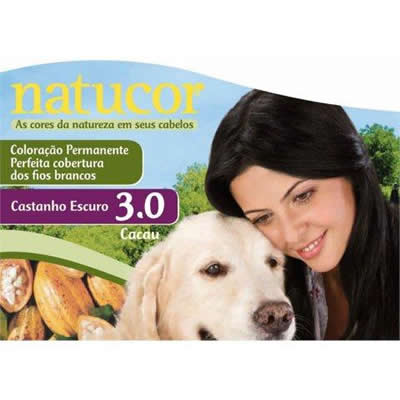 natucor
As cores da natureza em seus cabelos
Coloração Permanente
Perfeita cobertura
dos fios brancos
Castanho Escuro 3.0
Cacau